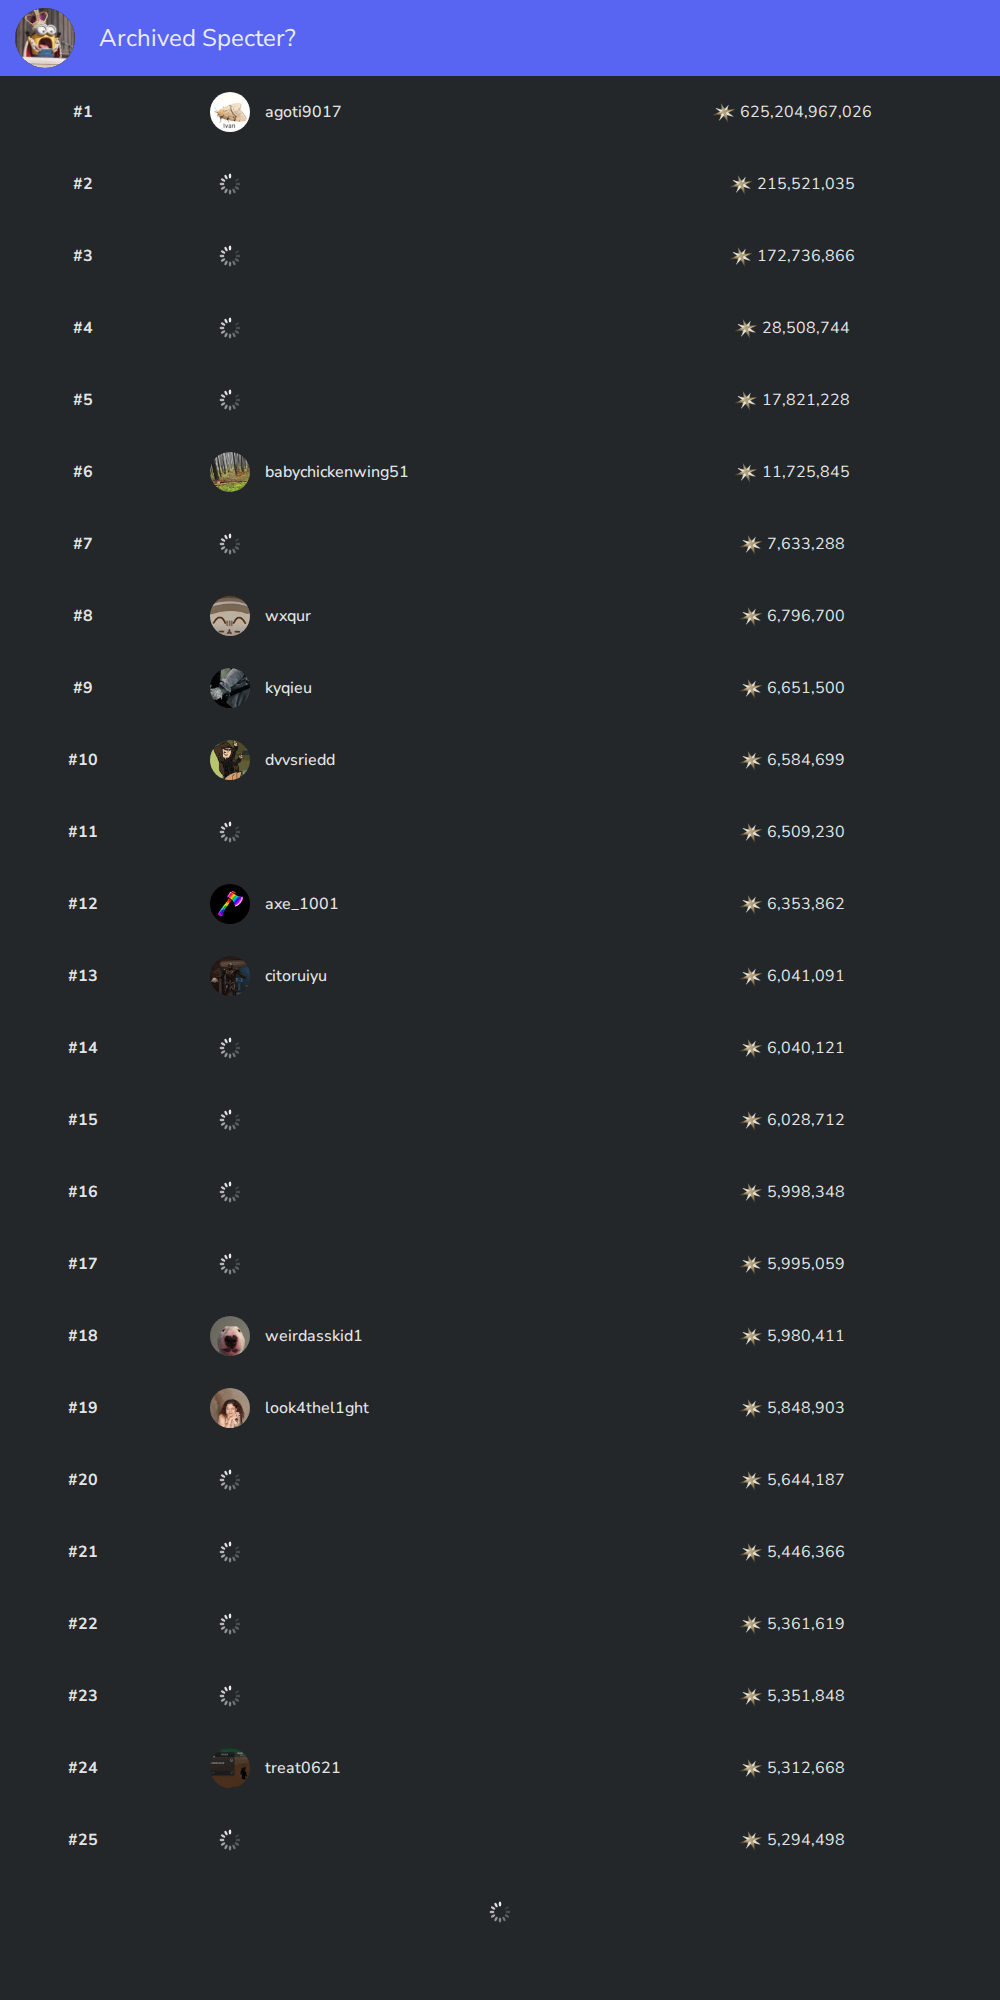 Archived Specter?
#1 agoti9017 625,204,967,026
ivan
#2 215,521,035
#3 172,736,866
#4 28,508,744
#5 17,821,228
#6 babychickenwing51 11,725,845
#7 7,633,288
#8 wxqur 6,796,700
#9 kyqieu 6,651,500
#10 dvvsriedd 6,584,699
#11 6,509,230
#12 axe_1001 6,353,862
#13 citoruiyu 6,041,091
#14 6,040,121
#15 6,028,712
#16 5,998,348
#17 5,995,059
#18 weirdasskid1 5,980,411
#19 look4thel1ght 5,848,903
#20 5,644,187
#21 5,446,366
#22 5,361,619
#23 5,351,848
#24 treat0621 5,312,668
#25 5,294,498